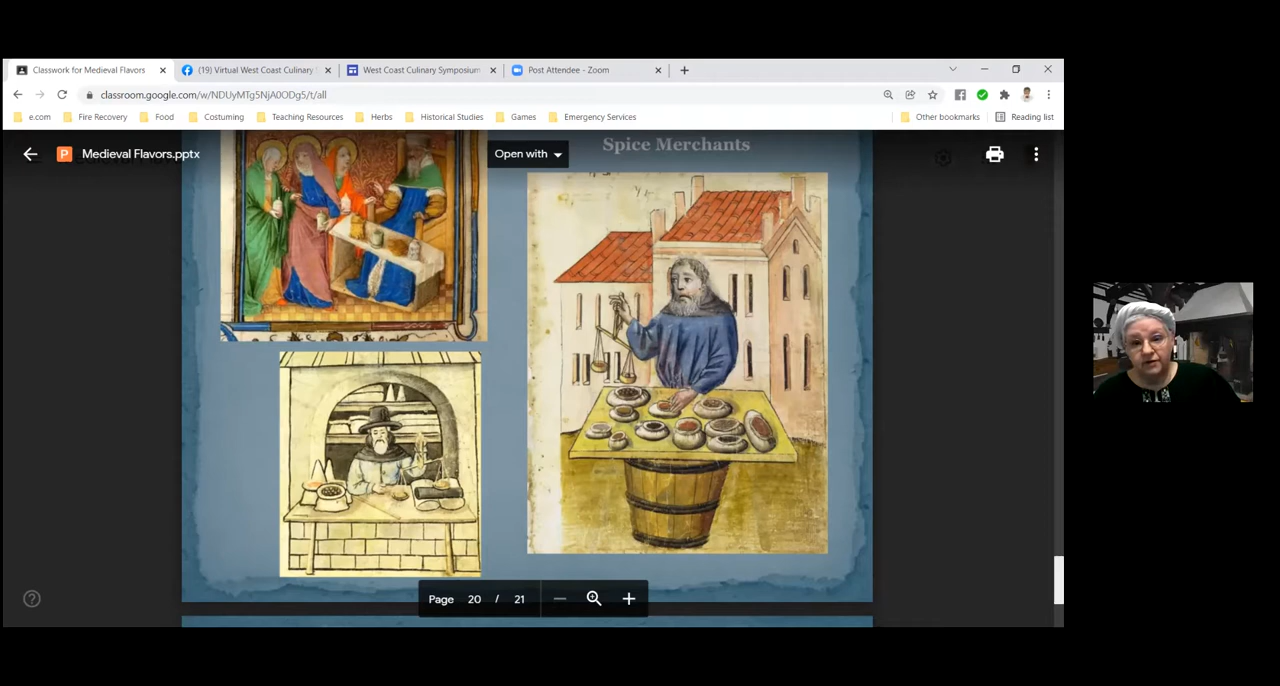 Classwork for Medieval Flavors
(19) Virtual West Coast Culinary
West Coast Culinary Symposium
Post Attendee - Zoom
classroom.google.com/w/NDUyMTg5NjA0ODg5/t/all
e.com Fire Recovery Food Costuming Teaching Resources Herbs Historical Studies Games Emergency Services Other bookmarks Reading list
P Medieval Flavors.pptx
Open with
Spice Merchants
Page 20 / 21